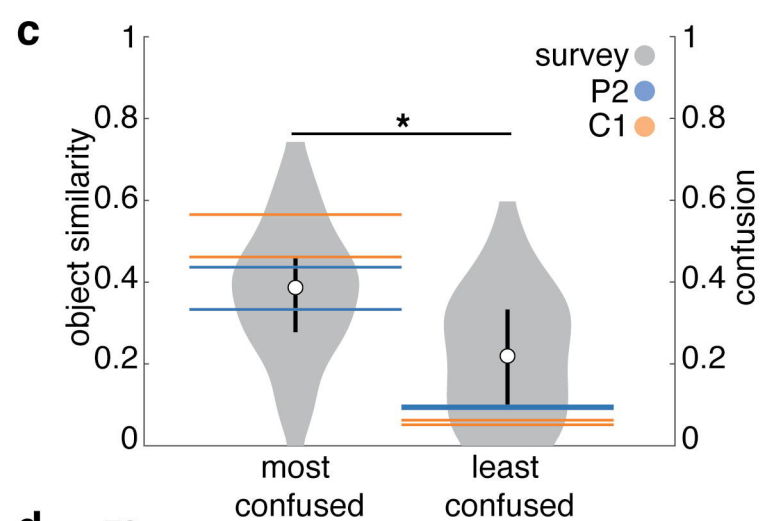 c
1
0.8
0.6
0.4
0.2
0
object similarity
survey
P2
C1
*
1
0.8
0.6
0.4
0.2
0
confusion
most
confused
least
confused
d